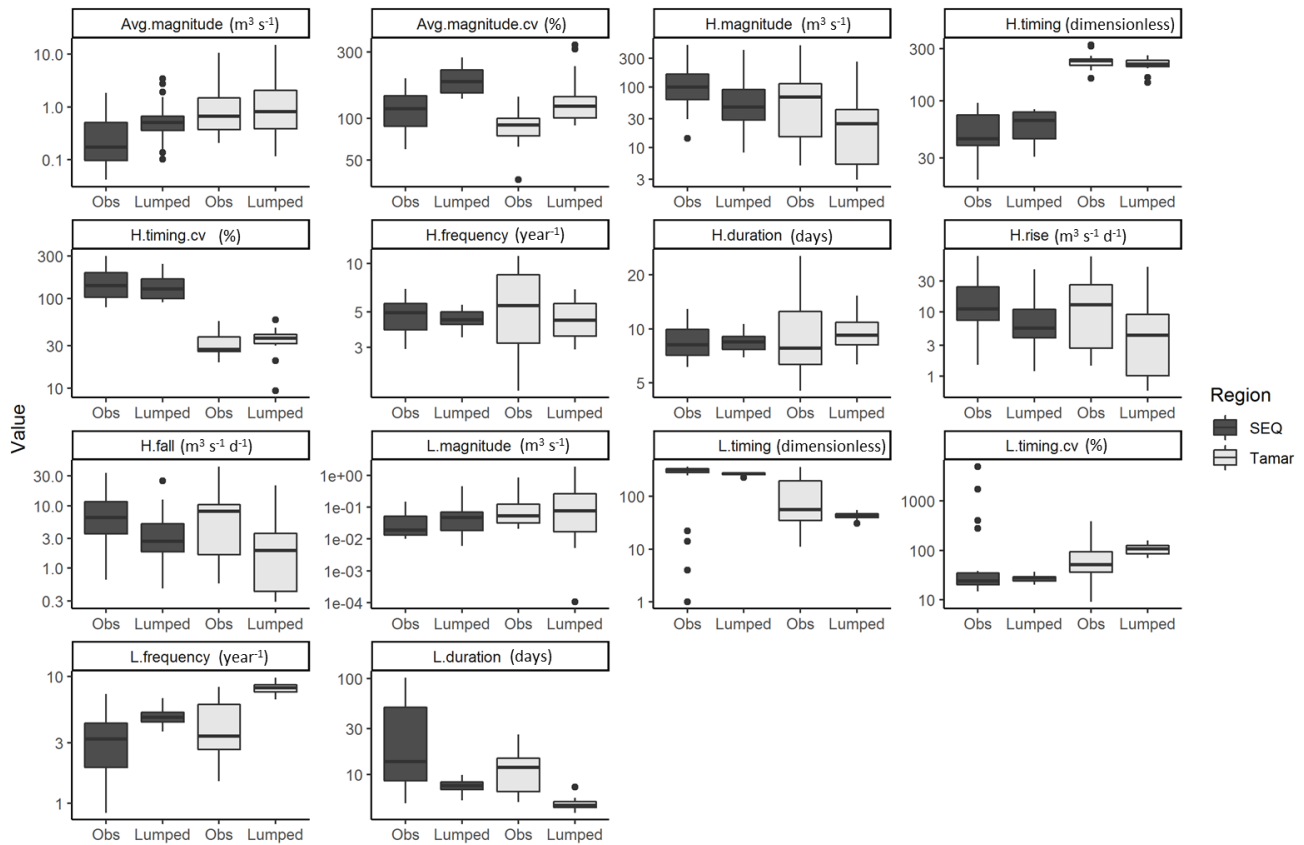 Avg.magnitude (m³ s⁻¹)
Avg.magnitude.cv (%)
H.magnitude (m³ s⁻¹)
H.timing (dimensionless)
10.0
1.0
0.1
Obs Lumped Obs Lumped
300
100
50
Obs Lumped Obs Lumped
300
100
30
10
3
Obs Lumped Obs Lumped
300
100
30
Obs Lumped Obs Lumped
H.timing.cv (%)
H.frequency (year⁻¹)
H.duration (days)
H.rise (m³ s⁻¹ d⁻¹)
300
100
30
10
Obs Lumped Obs Lumped
10
5
3
Obs Lumped Obs Lumped
20
10
5
Obs Lumped Obs Lumped
30
10
3
1
Obs Lumped Obs Lumped
Value
Region
SEQ
Tamar
H.fall (m³ s⁻¹ d⁻¹)
L.magnitude (m³ s⁻¹)
L.timing (dimensionless)
L.timing.cv (%)
30.0
10.0
3.0
1.0
0.3
Obs Lumped Obs Lumped
1e+00
1e-01
1e-02
1e-03
1e-04
Obs Lumped Obs Lumped
100
10
1
Obs Lumped Obs Lumped
1000
100
10
Obs Lumped Obs Lumped
L.frequency (year⁻¹)
L.duration (days)
10
3
1
Obs Lumped Obs Lumped
100
30
10
Obs Lumped Obs Lumped